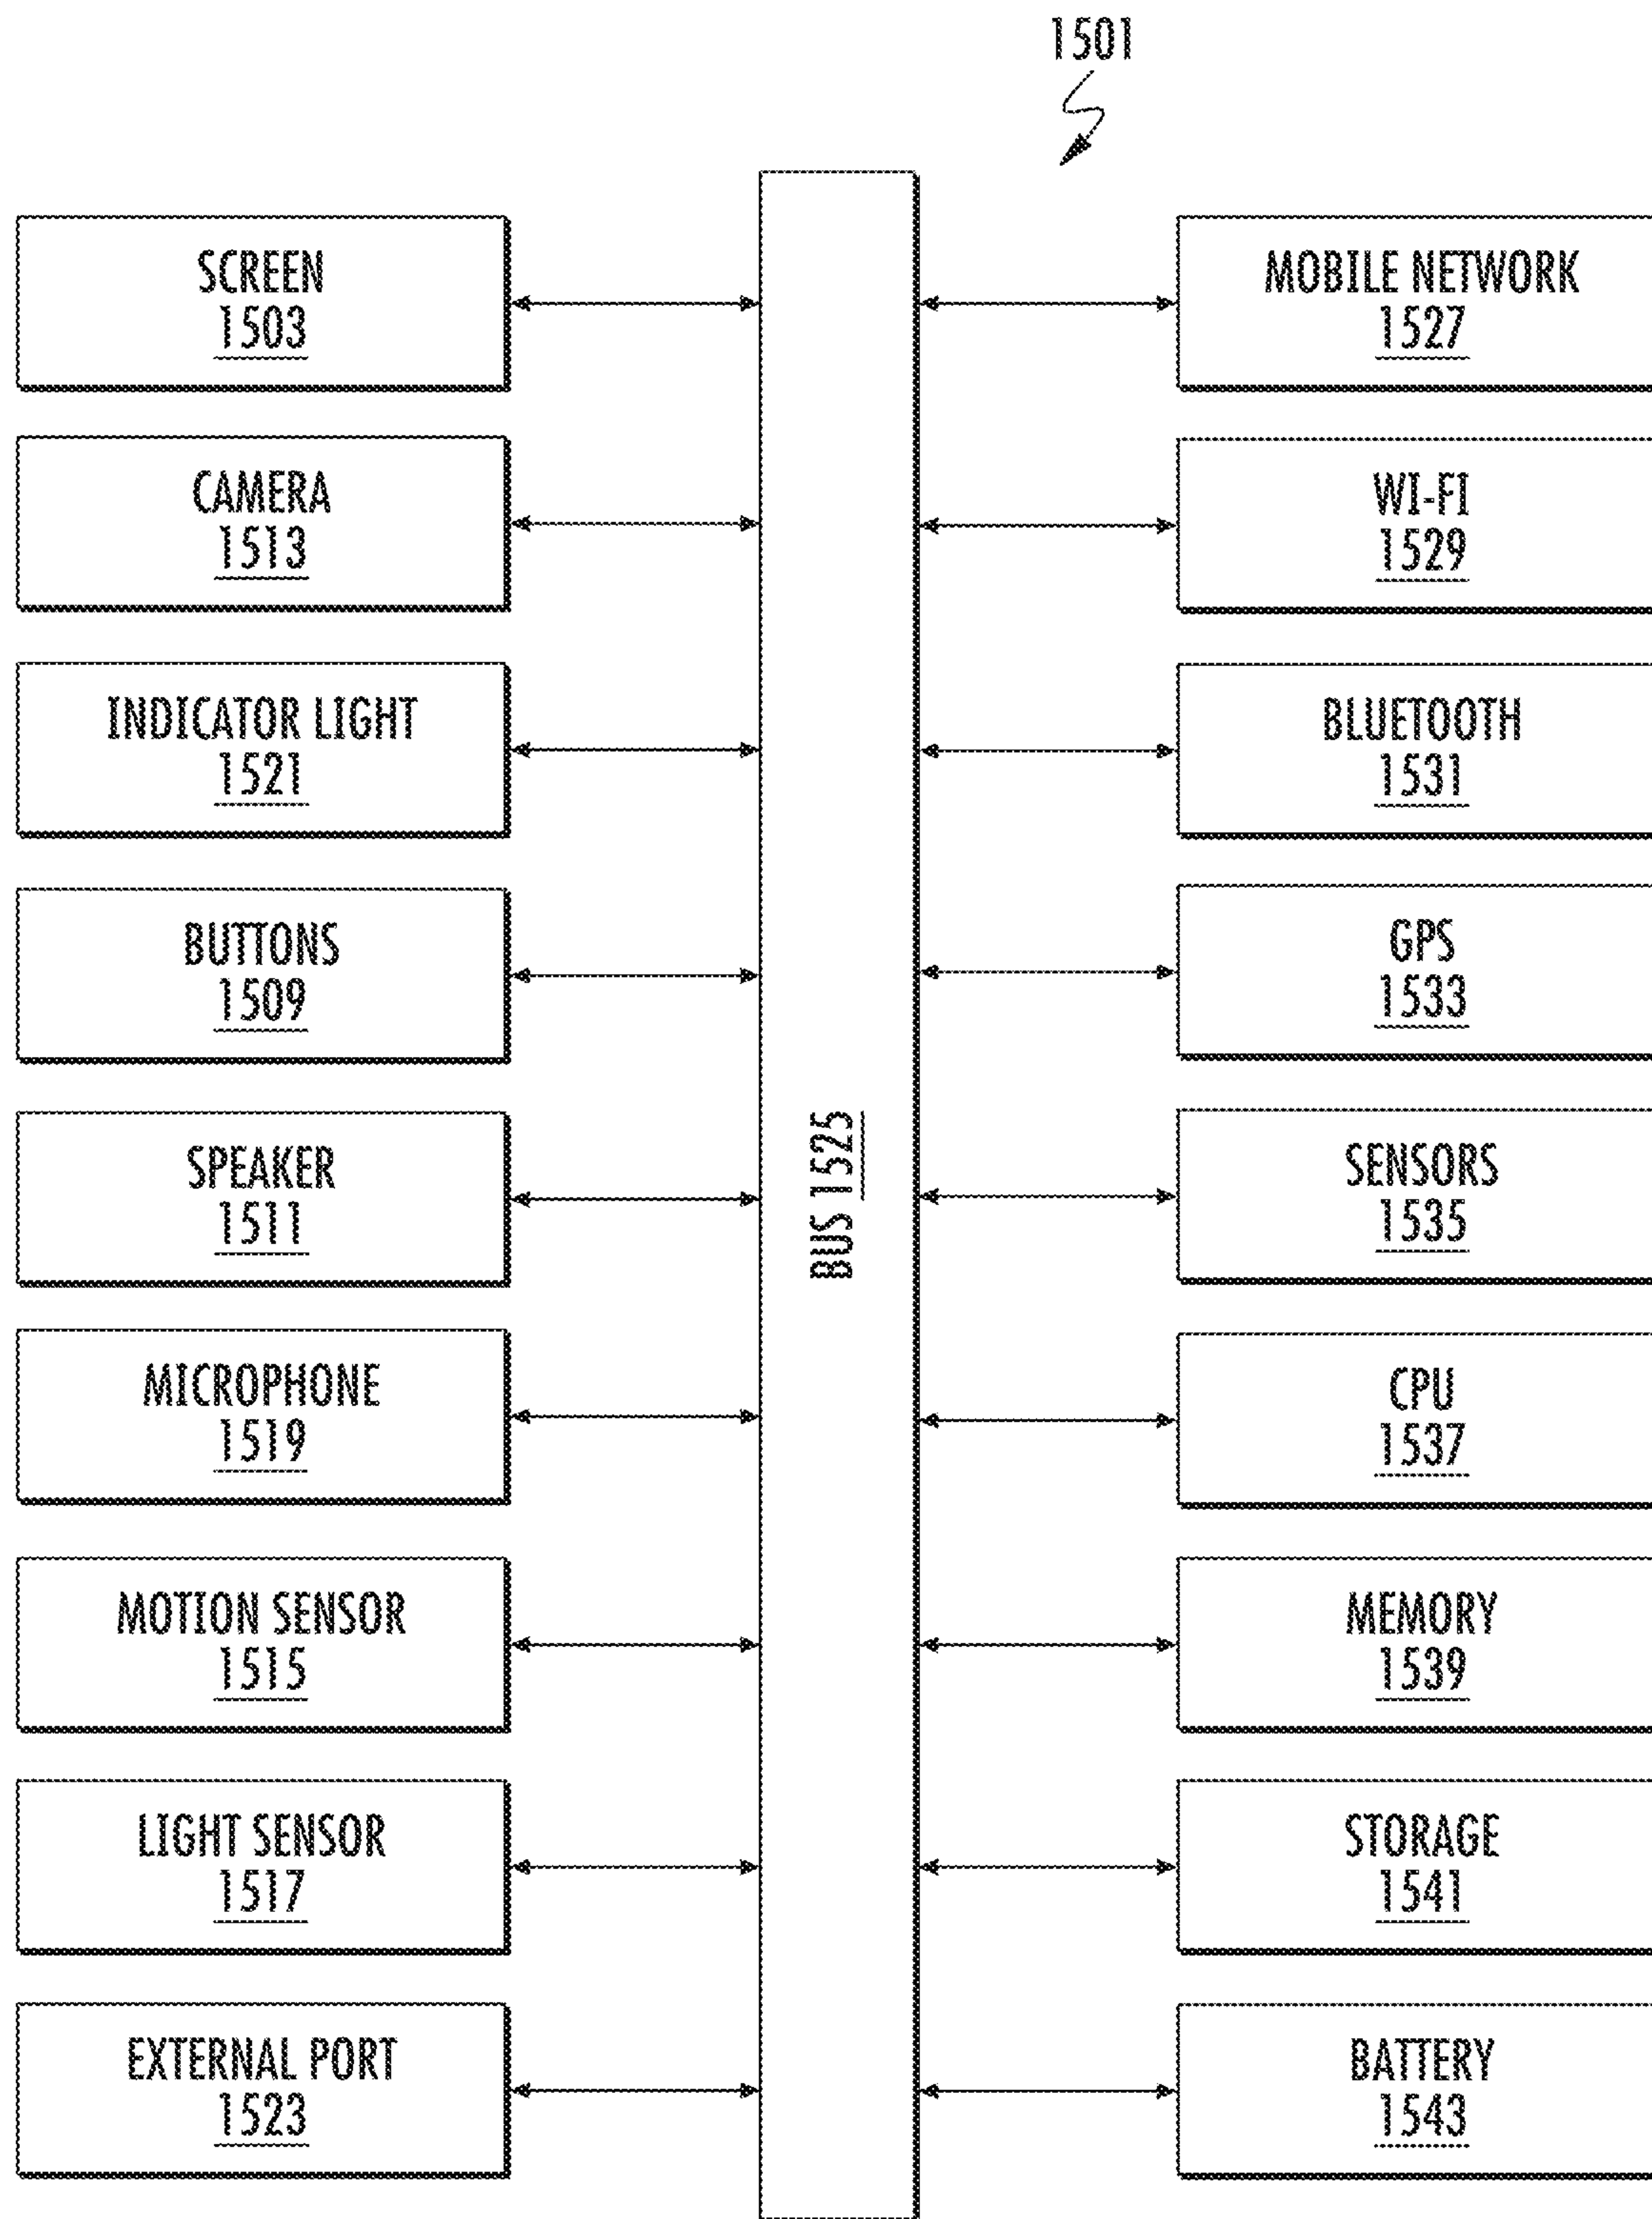 1501
SCREEN
1503
CAMERA
1513
INDICATOR LIGHT
1521
BUTTONS
1509
SPEAKER
1511
MICROPHONE
1519
MOTION SENSOR
1515
LIGHT SENSOR
1517
EXTERNAL PORT
1523
BUS 1525
MOBILE NETWORK
1527
WI-FI
1529
BLUETOOTH
1531
GPS
1533
SENSORS
1535
CPU
1537
MEMORY
1539
STORAGE
1541
BATTERY
1543